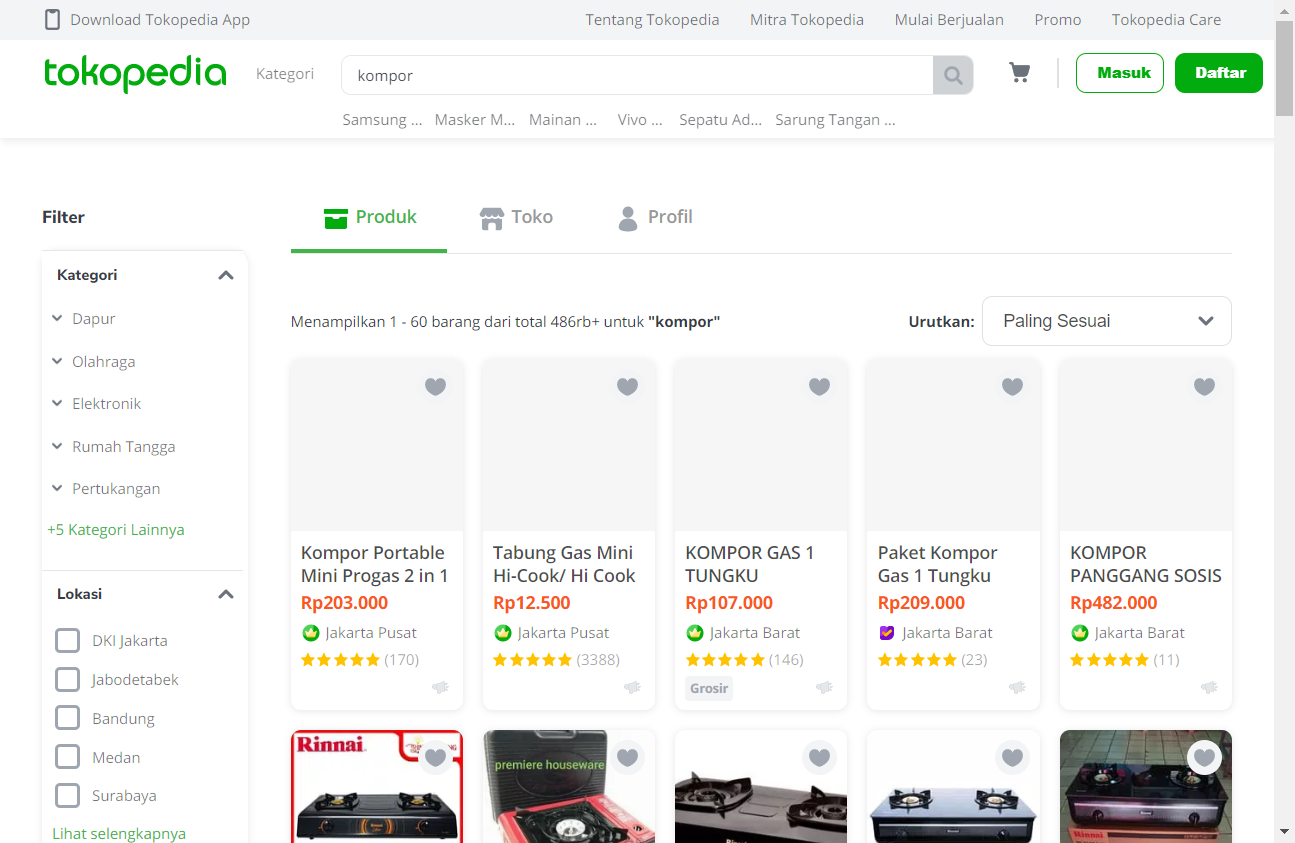 Download Tokopedia App
Tentang Tokopedia
Mitra Tokopedia
Mulai Berjualan
Promo
Tokopedia Care
tokopedia
Kategori
kompor
Masuk
Daftar
Samsung ...
Masker M...
Mainan ...
Vivo ...
Sepatu Ad...
Sarung Tangan ...
Filter
Produk
Toko
Profil
Kategori
Dapur
Olahraga
Elektronik
Rumah Tangga
Pertukangan
+5 Kategori Lainnya
Lokasi
DKI Jakarta
Jabodetabek
Bandung
Medan
Surabaya
Lihat selengkapnya
Menampilkan 1 - 60 barang dari total 486rb+ untuk "kompor"
Urutkan:
Paling Sesuai
Kompor Portable
Mini Progas 2 in 1
Rp203.000
Jakarta Pusat
(170)
Tabung Gas Mini
Hi-Cook/ Hi Cook
Rp12.500
Jakarta Pusat
(3388)
KOMPOR GAS 1
TUNGKU
Rp107.000
Jakarta Barat
(146)
Grosir
Paket Kompor
Gas 1 Tungku
Rp209.000
Jakarta Barat
(23)
KOMPOR
PANGGANG SOSIS
Rp482.000
Jakarta Barat
(11)
Rinnai
premiere houseware
Rinnai